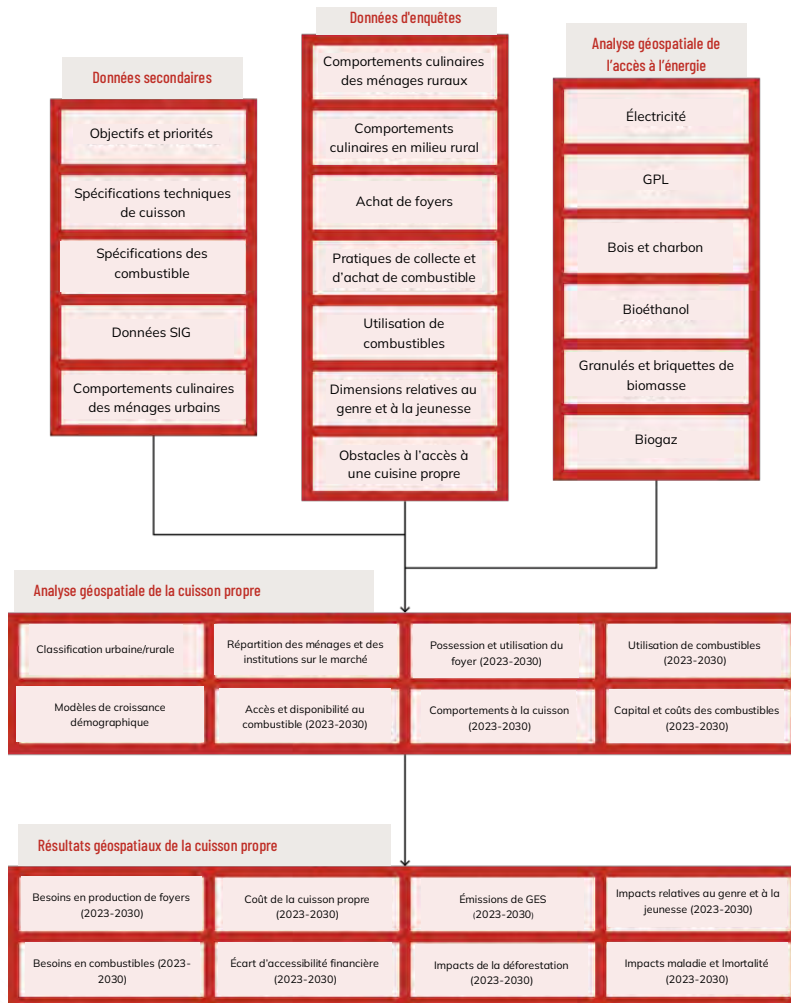 Données secondaires
Objectifs et priorités
Spécifications techniques
de cuisson
Spécifications des
combustible
Données SIG
Comportements culinaires
des ménages urbains
Données d'enquêtes
Comportements culinaires
des ménages ruraux
Comportements
culinaires en milieu rural
Achat de foyers
Pratiques de collecte et
d'achat de combustible
Utilisation de
combustibles
Dimensions relatives au
genre et à la jeunesse
Obstacles à l'accès à
une cuisine propre
Analyse géospatiale de
l'accès à l'énergie
Électricité
GPL
Bois et charbon
Bioéthanol
Granulés et briquettes de
biomasse
Biogaz
Analyse géospatiale de la cuisson propre
Classification urbaine/rurale
Répartition des ménages et des
institutions sur le marché
Possession et utilisation du
foyer (2023-2030)
Utilisation de combustibles
(2023-2030)
Modèles de croissance
démographique
Accès et disponibilité au
combustible (2023-2030)
Comportements à la cuisson
(2023-2030)
Capital et coûts des combustibles
(2023-2030)
Résultats géospatiaux de la cuisson propre
Besoins en production de foyers
(2023-2030)
Coût de la cuisson propre
(2023-2030)
Émissions de GES
(2023-2030)
Impacts relatives au genre et à la
jeunesse (2023-2030)
Besoins en combustibles (2023-
2030)
Écart d'accessibilité financière
(2023-2030)
Impacts de la déforestation
(2023-2030)
Impacts maladie et Imortalité
(2023-2030)